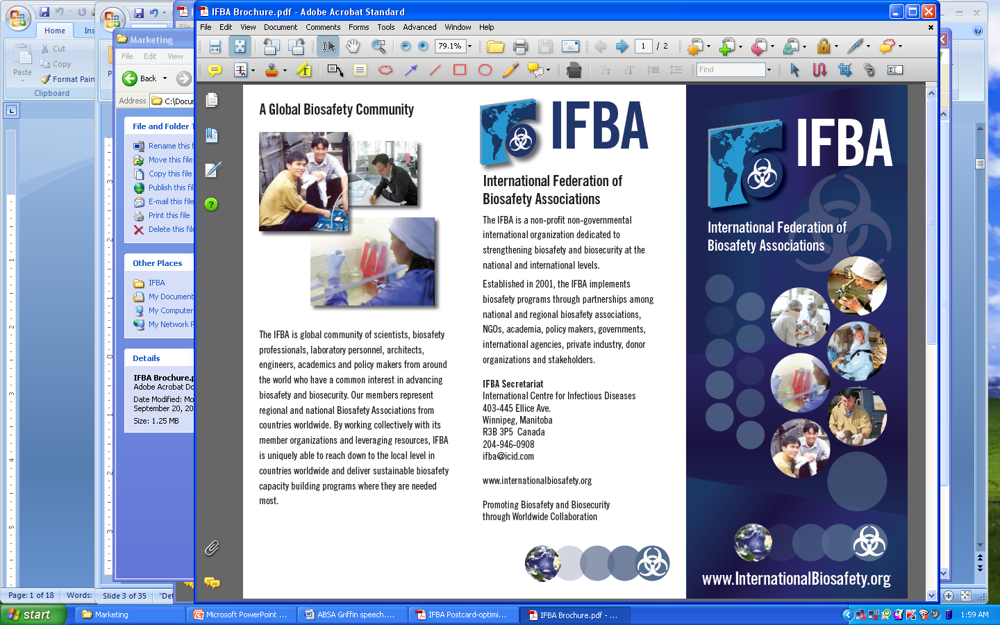 IFBA Brochure.pdf - Adobe Acrobat Standard
File Edit View Document Comments Forms Tools Advanced Window Help
79.1%
1 / 2
Find
Home
Cut
Copy
Paste
Format Pain
Clipboard
Marketing
File Edit View
Back
Address C:\Docum
File and Folder T
Rename this f
Move this file
Copy this file
Publish this fil
E-mail this file
Print this file
Delete this file
Other Places
IFBA
My Document
My Computer
My Network P
Details
IFBA Brochure.p
Adobe Acrobat Do
Date Modified: Mo
September 20, 20
Size: 1.25 MB
A Global Biosafety Community
The IFBA is global community of scientists, biosafety
professionals, laboratory personnel, architects,
engineers, academics and policy makers from around
the world who have a common interest in advancing
biosafety and biosecurity. Our members represent
regional and national Biosafety Associations from
countries worldwide. By working collectively with its
member organizations and leveraging resources, IFBA
is uniquely able to reach down to the local level in
countries worldwide and deliver sustainable biosafety
capacity building programs where they are needed
most.
IFBA
International Federation of
Biosafety Associations
The IFBA is a non-profit non-governmental
international organization dedicated to
strengthening biosafety and biosecurity at the
national and international levels.
Established in 2001, the IFBA implements
biosafety programs through partnerships among
national and regional biosafety associations,
NGOs, academia, policy makers, governments,
international agencies, private industry, donor
organizations and stakeholders.
IFBA Secretariat
International Centre for Infectious Diseases
403-445 Ellice Ave.
Winnipeg, Manitoba
R3B 3P5 Canada
204-946-0908
ifba@icid.com
www.internationalbiosafety.org
Promoting Biosafety and Biosecurity
through Worldwide Collaboration
IFBA
International Federation of
Biosafety Associations
www.InternationalBiosafety.org
Page: 1 of 18 Words:
Slide 3 of 35 "Def
start
Marketing
Microsoft PowerPoint ...
ABSA Griffin speech....
IFBA Postcard-optimi...
IFBA Brochure.pdf - ...
1:59 AM